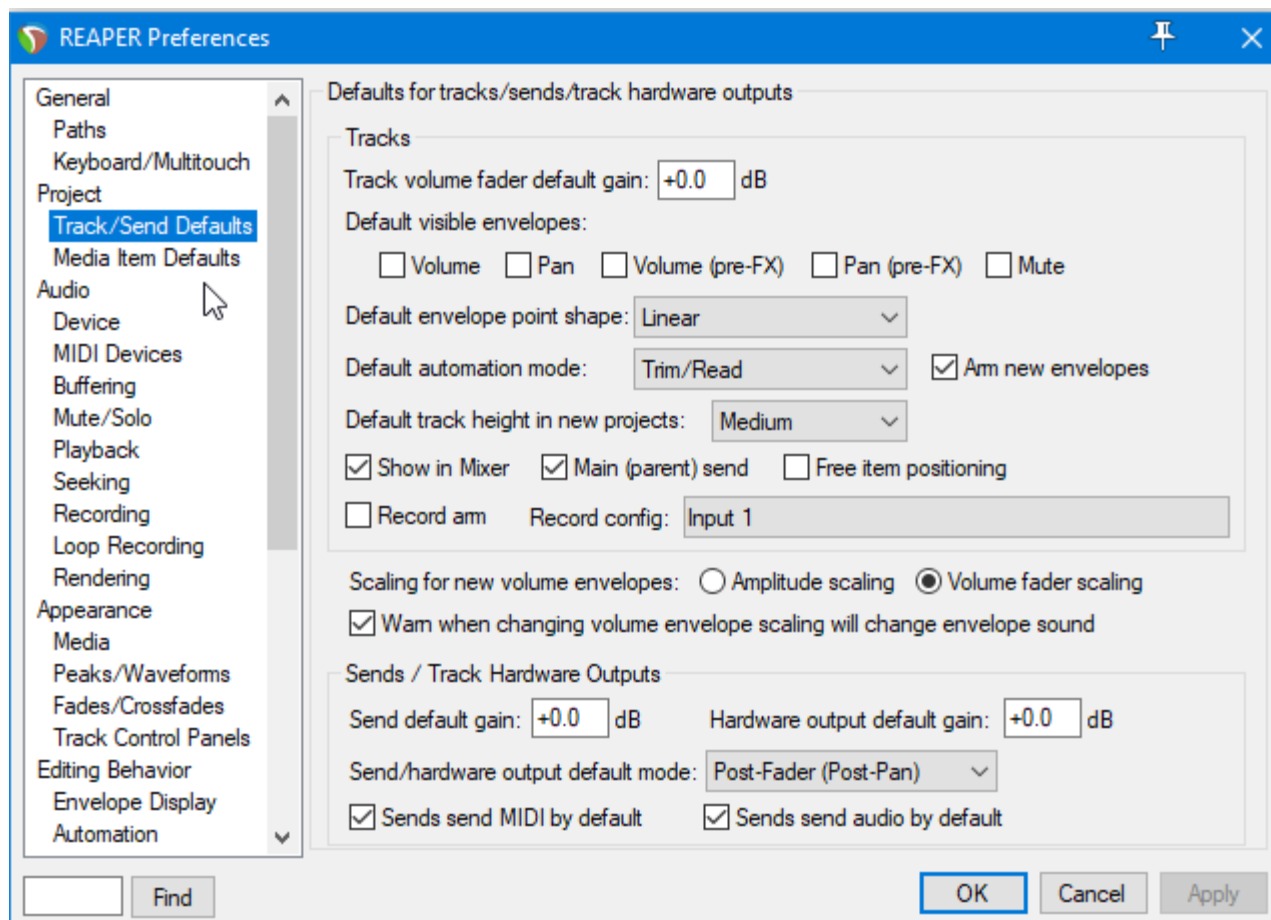 REAPER Preferences
General
Paths
Keyboard/Multitouch
Project
Track/Send Defaults
Media Item Defaults
Audio
Device
MIDI Devices
Buffering
Mute/Solo
Playback
Seeking
Recording
Loop Recording
Rendering
Appearance
Media
Peaks/Waveforms
Fades/Crossfades
Track Control Panels
Editing Behavior
Envelope Display
Automation
Find
Defaults for tracks/sends/track hardware outputs
Tracks
Track volume fader default gain: +0.0 dB
Default visible envelopes:
Volume Pan Volume (pre-FX) Pan (pre-FX) Mute
Default envelope point shape: Linear
Default automation mode: Trim/Read Arm new envelopes
Default track height in new projects: Medium
Show in Mixer Main (parent) send Free item positioning
Record arm Record config: Input 1
Scaling for new volume envelopes: Amplitude scaling Volume fader scaling
Warn when changing volume envelope scaling will change envelope sound
Sends / Track Hardware Outputs
Send default gain: +0.0 dB Hardware output default gain: +0.0 dB
Send/hardware output default mode: Post-Fader (Post-Pan)
Sends send MIDI by default Sends send audio by default
OK Cancel Apply